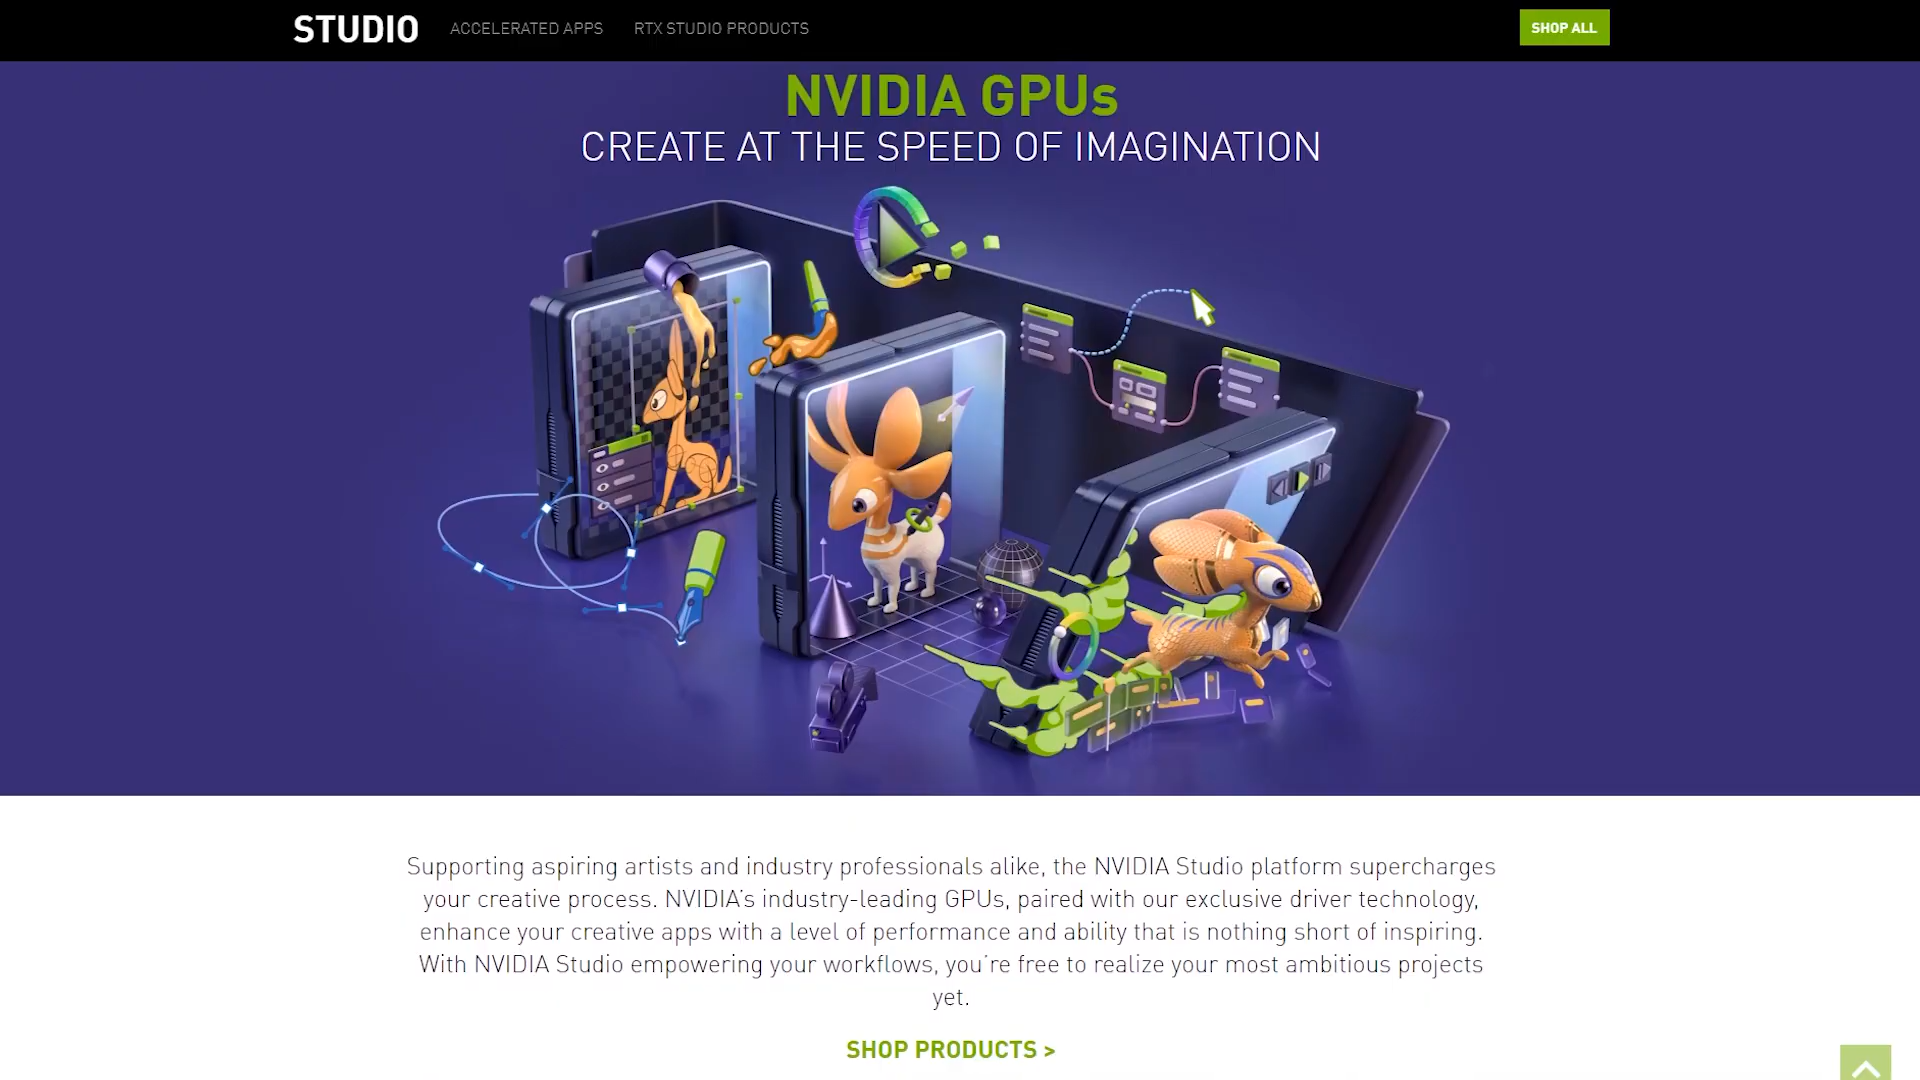 STUDIO
ACCELERATED APPS
RTX STUDIO PRODUCTS
SHOP ALL
NVIDIA GPUs
CREATE AT THE SPEED OF IMAGINATION
Supporting aspiring artists and industry professionals alike, the NVIDIA Studio platform supercharges
your creative process. NVIDIA's industry-leading GPUs, paired with our exclusive driver technology,
enhance your creative apps with a level of performance and ability that is nothing short of inspiring.
With NVIDIA Studio empowering your workflows, you're free to realize your most ambitious projects
yet.
SHOP PRODUCTS >